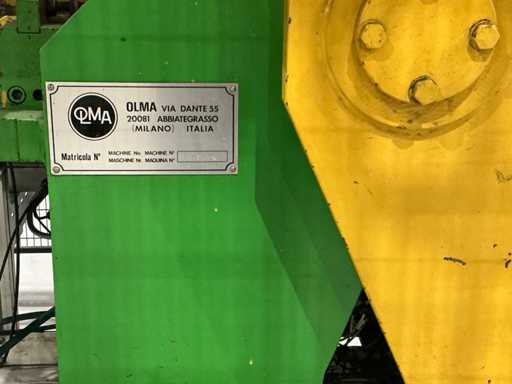 OLMA
OLMA VIA DANTE 55
20081 ABBIATEGRASSO
(MILANO) ITALIA
Matricola N° MACHINE No. MACHINE N°
MASCHINE Nr. MAQUINA N°